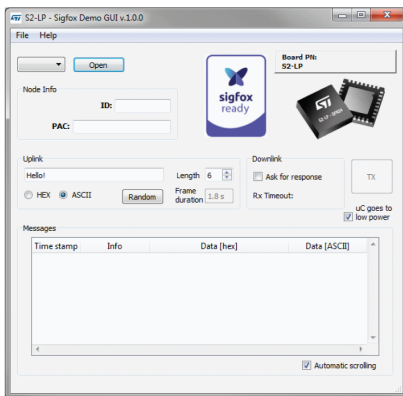 S2-LP - Sigfox Demo GUI v.1.0.0
File Help
Open
Board PN:
S2-LP
Node Info
ID:
PAC:
sigfox
ready
S2-LP
Uplink
Hello!
Length 6
HEX ASCII
Random
Frame
duration
1.8 s
Downlink
Ask for response
Rx Timeout:
TX
uC goes to
low power
Messages
Time stamp Info Data [hex] Data [ASCII]
Automatic scrolling